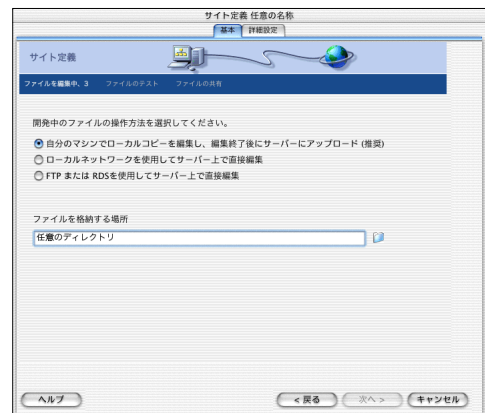 サイト定義 任意の名称
基本 詳細設定
サイト定義
ファイルを編集中、3 ファイルのテスト ファイルの共有
開発中のファイルの操作方法を選択してください。
自分のマシンでローカルコピーを編集し、編集終了後にサーバーにアップロード (推奨)
ローカルネットワークを使用してサーバー上で直接編集
FTP または RDSを使用してサーバー上で直接編集
ファイルを格納する場所
任意のディレクトリ
ヘルプ < 戻る 次へ > キャンセル